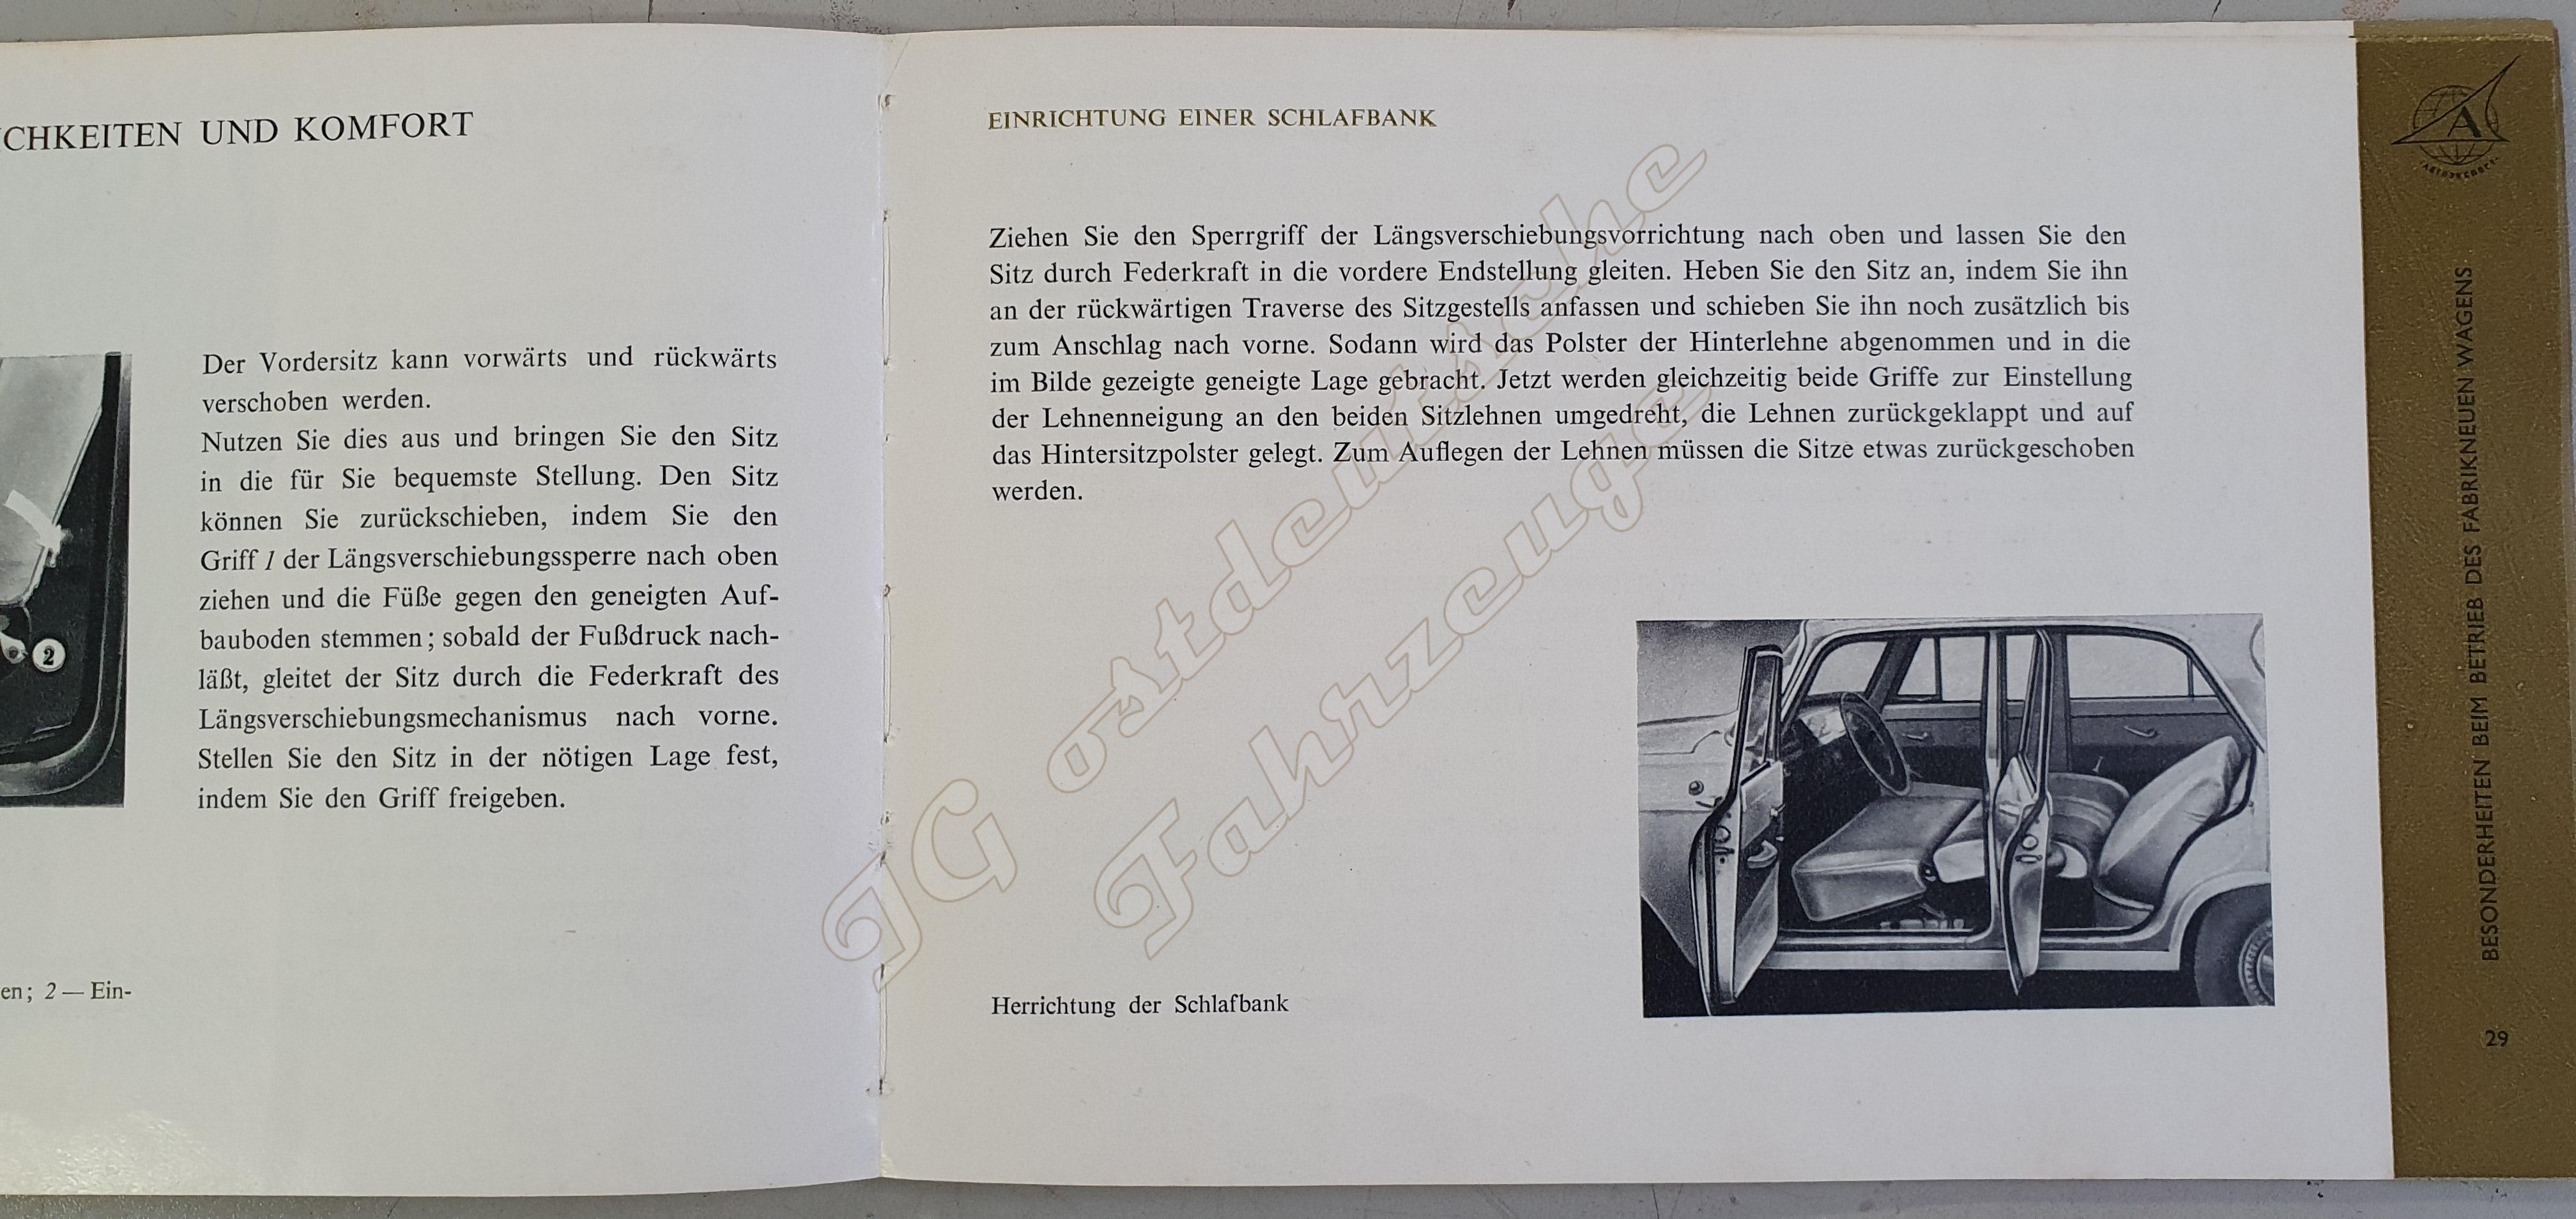 CHKEITEN UND KOMFORT
Der Vordersitz kann vorwärts und rückwärts
verschoben werden.
Nutzen Sie dies aus und bringen Sie den Sitz
in die für Sie bequemste Stellung. Den Sitz
können Sie zurückschieben, indem Sie den
Griff 1 der Längsverschiebungssperre nach oben
ziehen und die Füße gegen den geneigten Auf-
bauboden stemmen; sobald der Fußdruck nach-
läßt, gleitet der Sitz durch die Federkraft des
Längsverschiebungsmechanismus nach vorne.
Stellen Sie den Sitz in der nötigen Lage fest,
indem Sie den Griff freigeben.
2
en; 2 — Ein-
EINRICHTUNG EINER SCHLAFBANK
Ziehen Sie den Sperrgriff der Längsverschiebungsvorrichtung nach oben und lassen Sie den
Sitz durch Federkraft in die vordere Endstellung gleiten. Heben Sie den Sitz an, indem Sie ihn
an der rückwärtigen Traverse des Sitzgestells anfassen und schieben Sie ihn noch zusätzlich bis
zum Anschlag nach vorne. Sodann wird das Polster der Hinterlehne abgenommen und in die
im Bilde gezeigte geneigte Lage gebracht. Jetzt werden gleichzeitig beide Griffe zur Einstellung
der Lehnenneigung an den beiden Sitzlehnen umgedreht, die Lehnen zurückgeklappt und auf
das Hintersitzpolster gelegt. Zum Auflegen der Lehnen müssen die Sitze etwas zurückgeschoben
werden.
Herrichtung der Schlafbank
IG ostdeutsche
Fahrzeuge
A
BESONDERHEITEN BEIM BETRIEB DES FABRIKNEUEN WAGENS
29